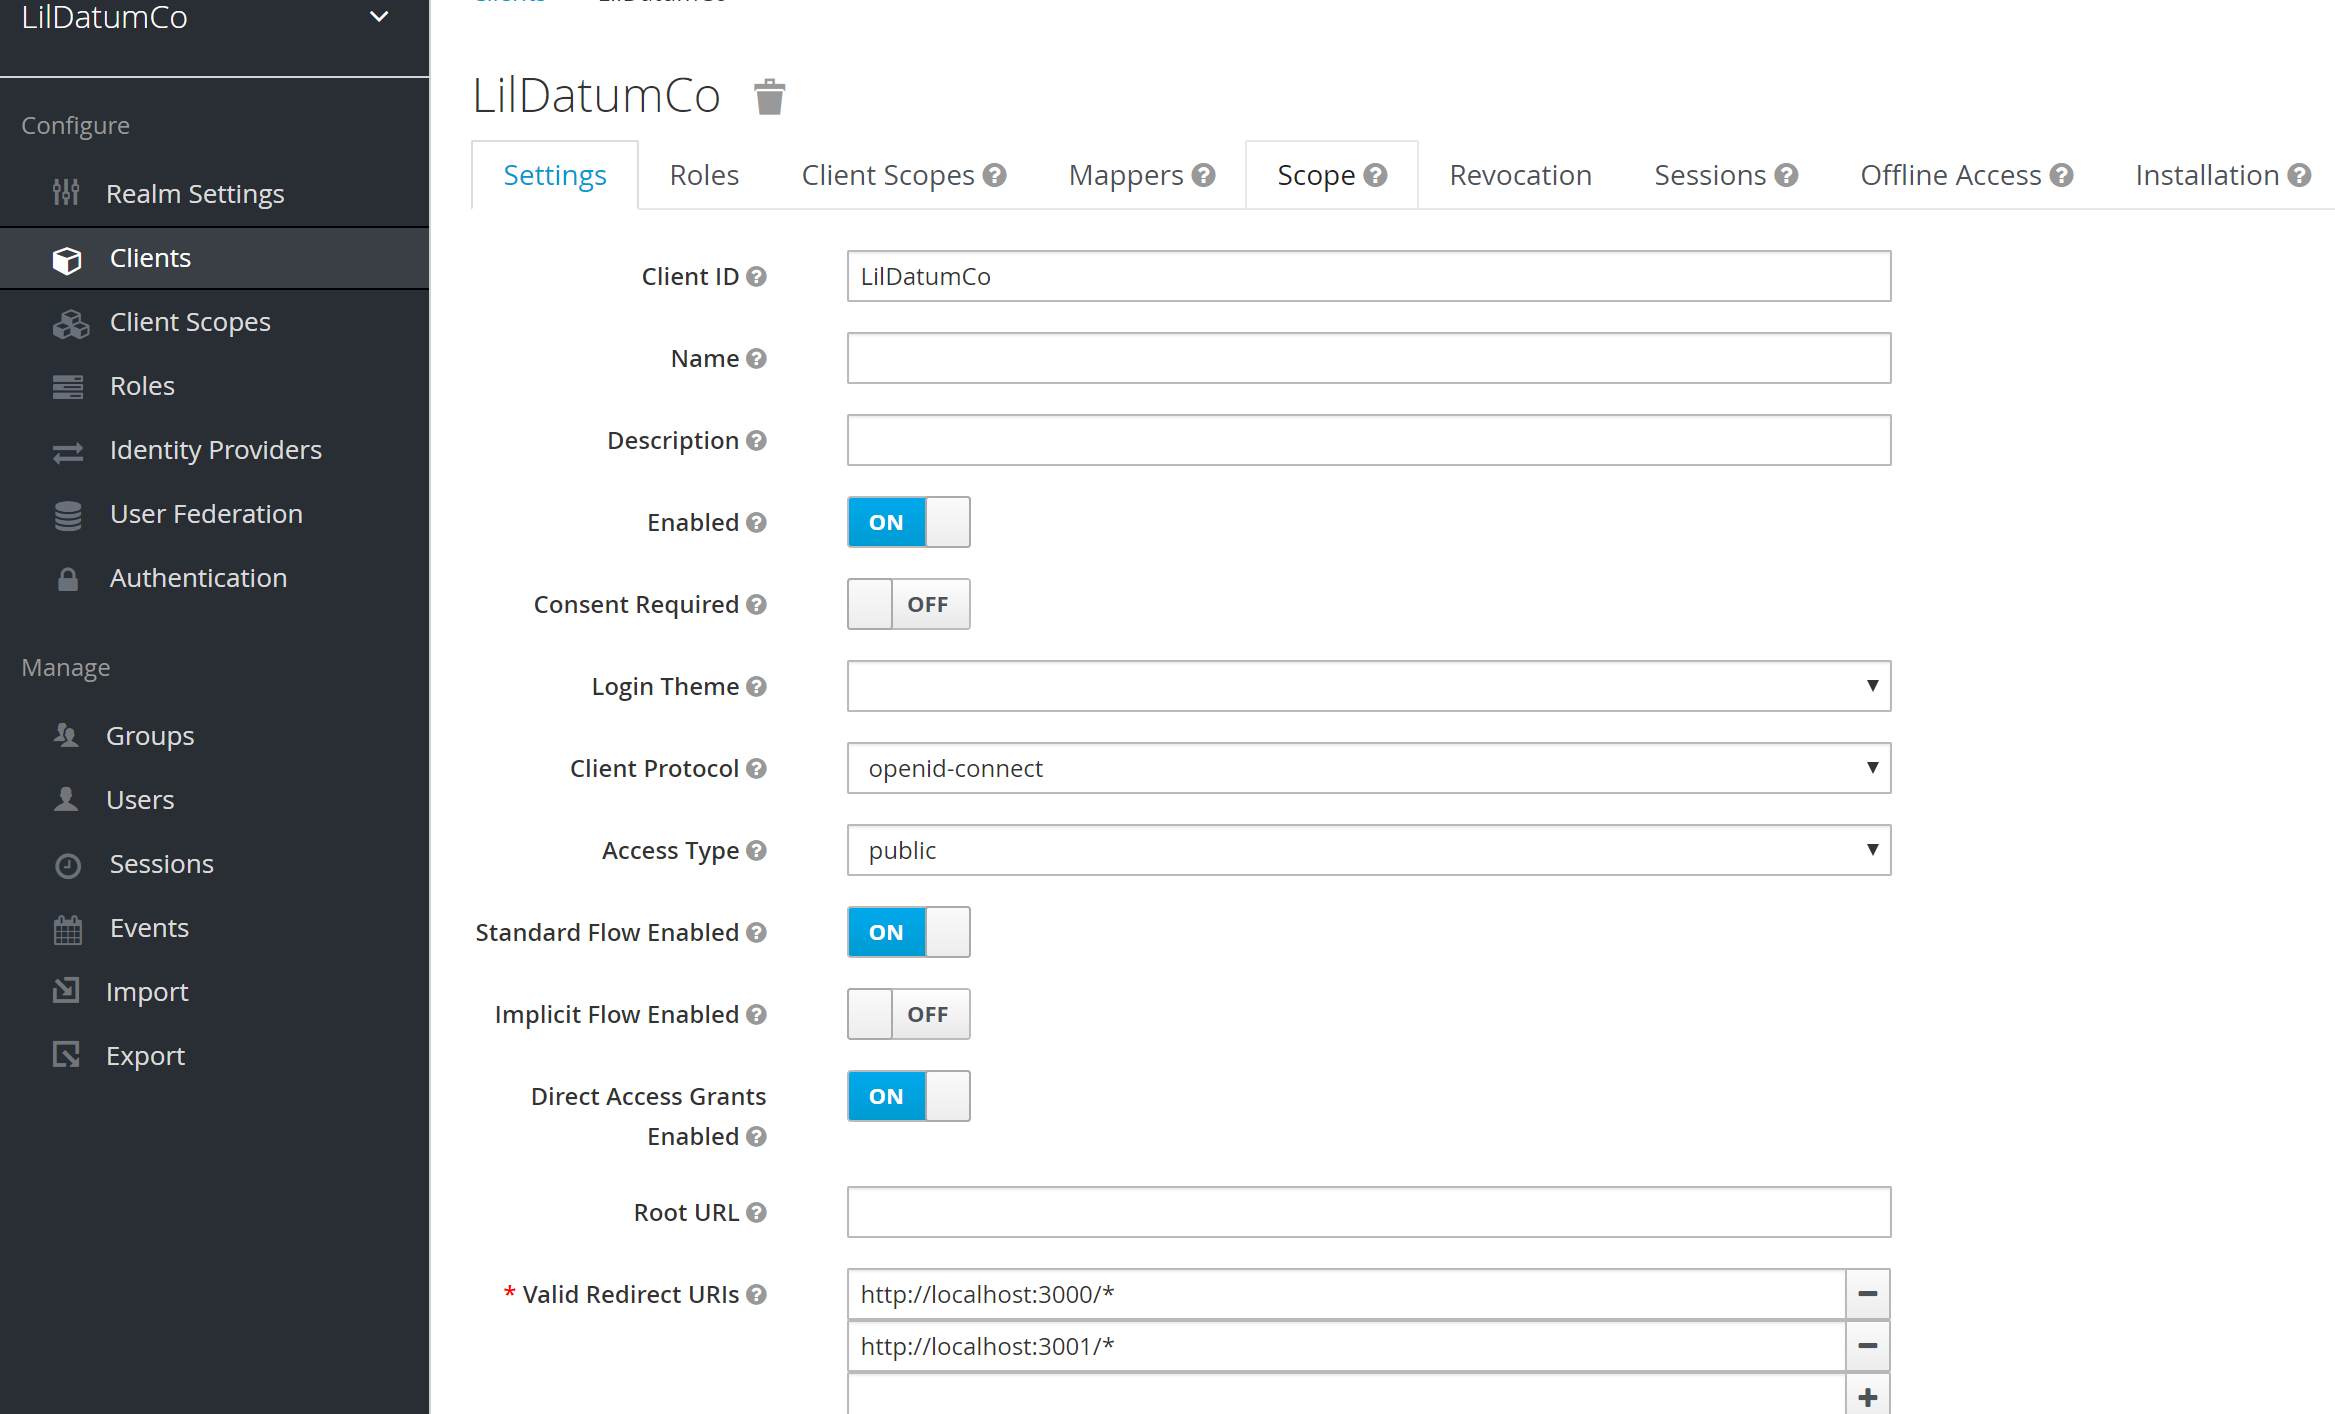 LilDatumCo
Configure
Realm Settings
Clients
Client Scopes
Roles
Identity Providers
User Federation
Authentication
Manage
Groups
Users
Sessions
Events
Import
Export
LilDatumCo
Settings Roles Client Scopes Mappers Scope Revocation Sessions Offline Access Installation
Client ID LilDatumCo
Name
Description
Enabled ON
Consent Required OFF
Login Theme
Client Protocol openid-connect
Access Type public
Standard Flow Enabled ON
Implicit Flow Enabled OFF
Direct Access Grants ON
Enabled
Root URL
* Valid Redirect URIs http://localhost:3000/*
http://localhost:3001/*